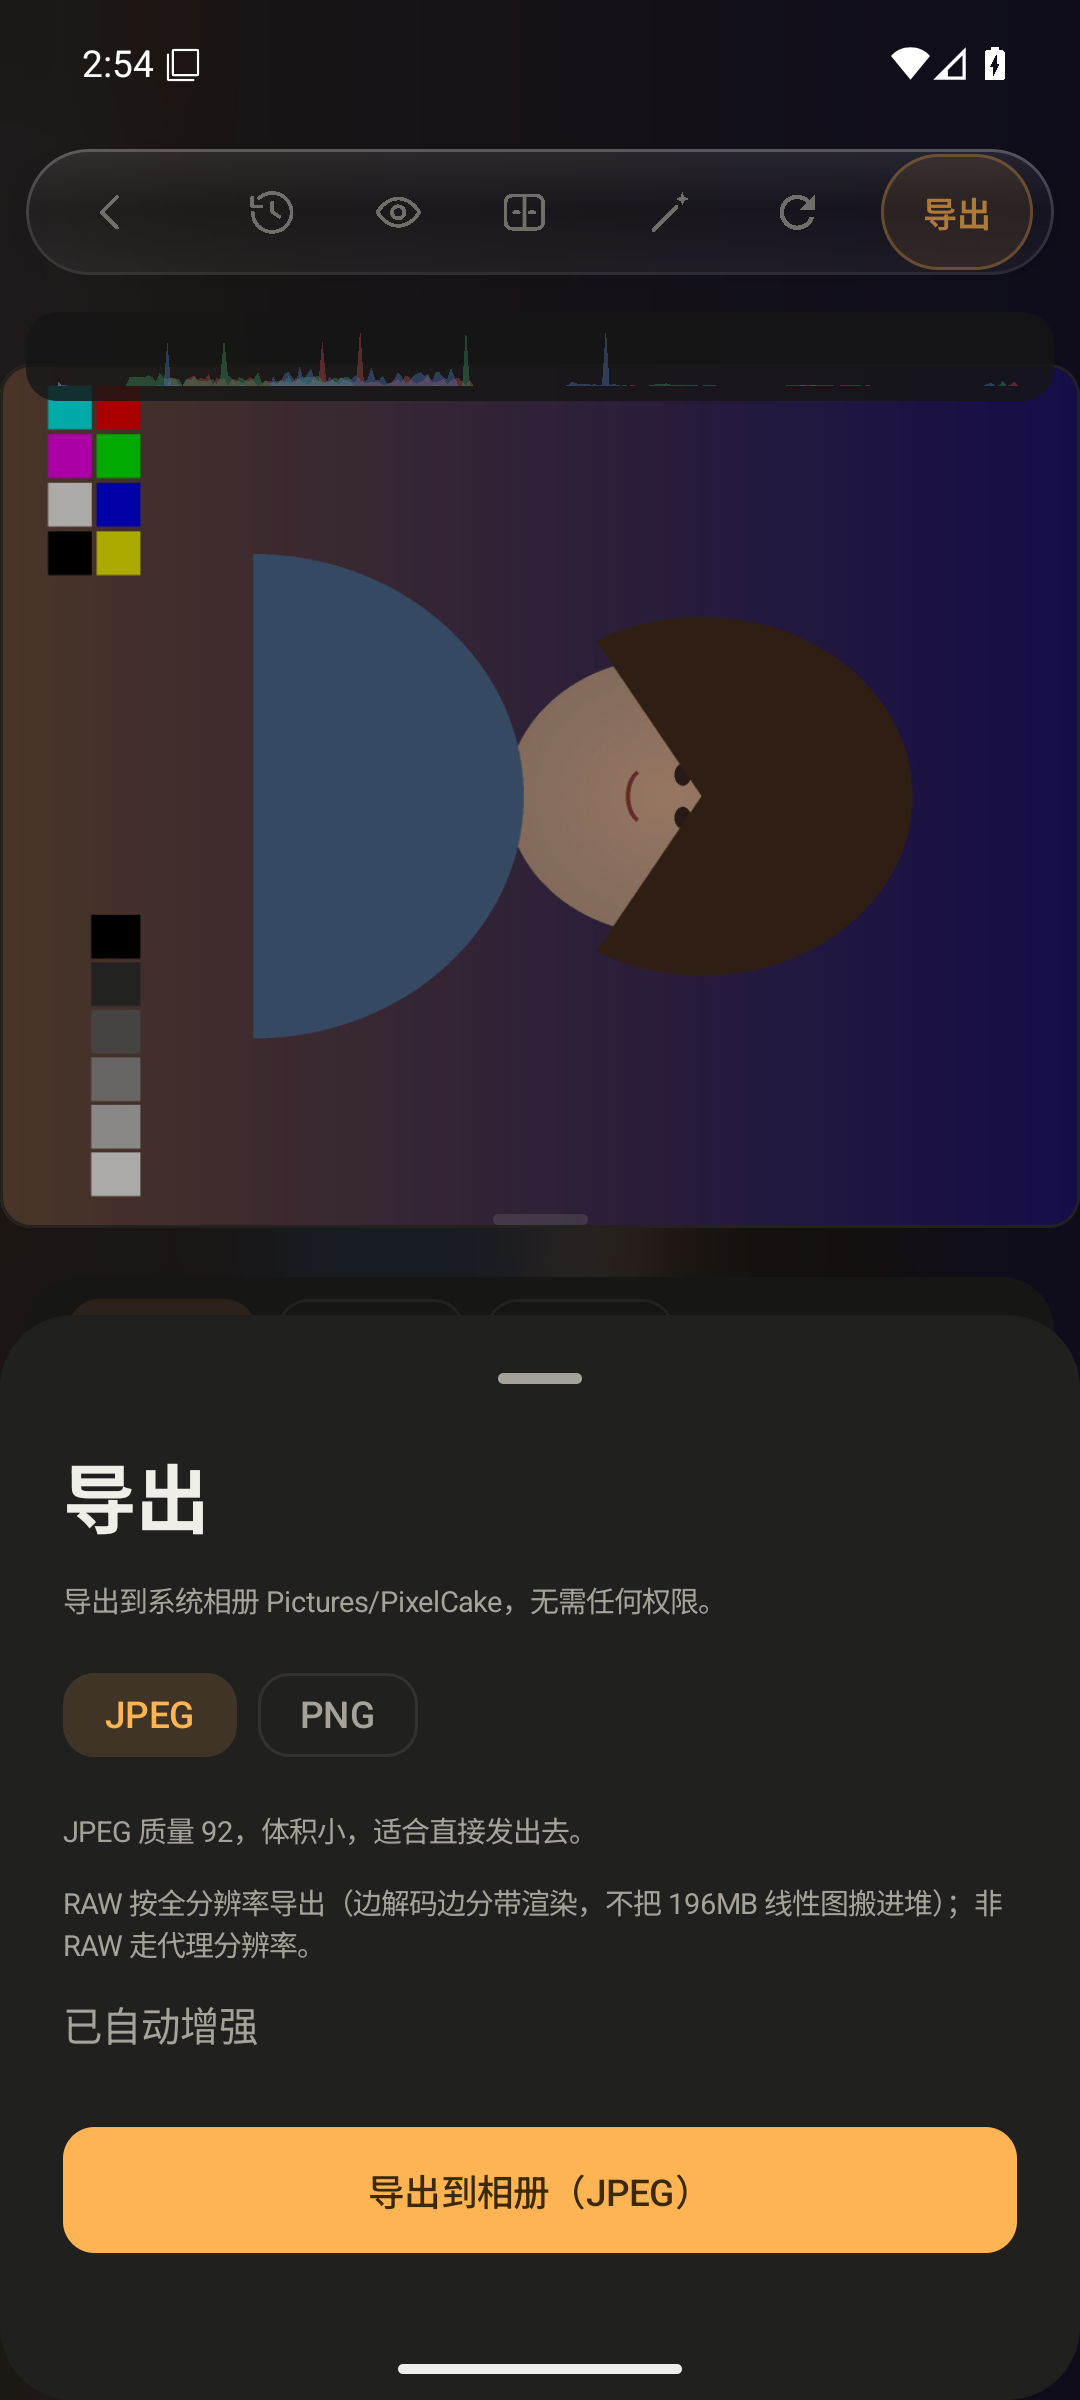 2:54
导出
导出
导出到系统相册 Pictures/PixelCake，无需任何权限。
JPEG
PNG
JPEG 质量 92，体积小，适合直接发出去。
RAW 按全分辨率导出（边解码边分带渲染，不把 196MB 线性图搬进堆）；非
RAW 走代理分辨率。
已自动增强
导出到相册（JPEG）